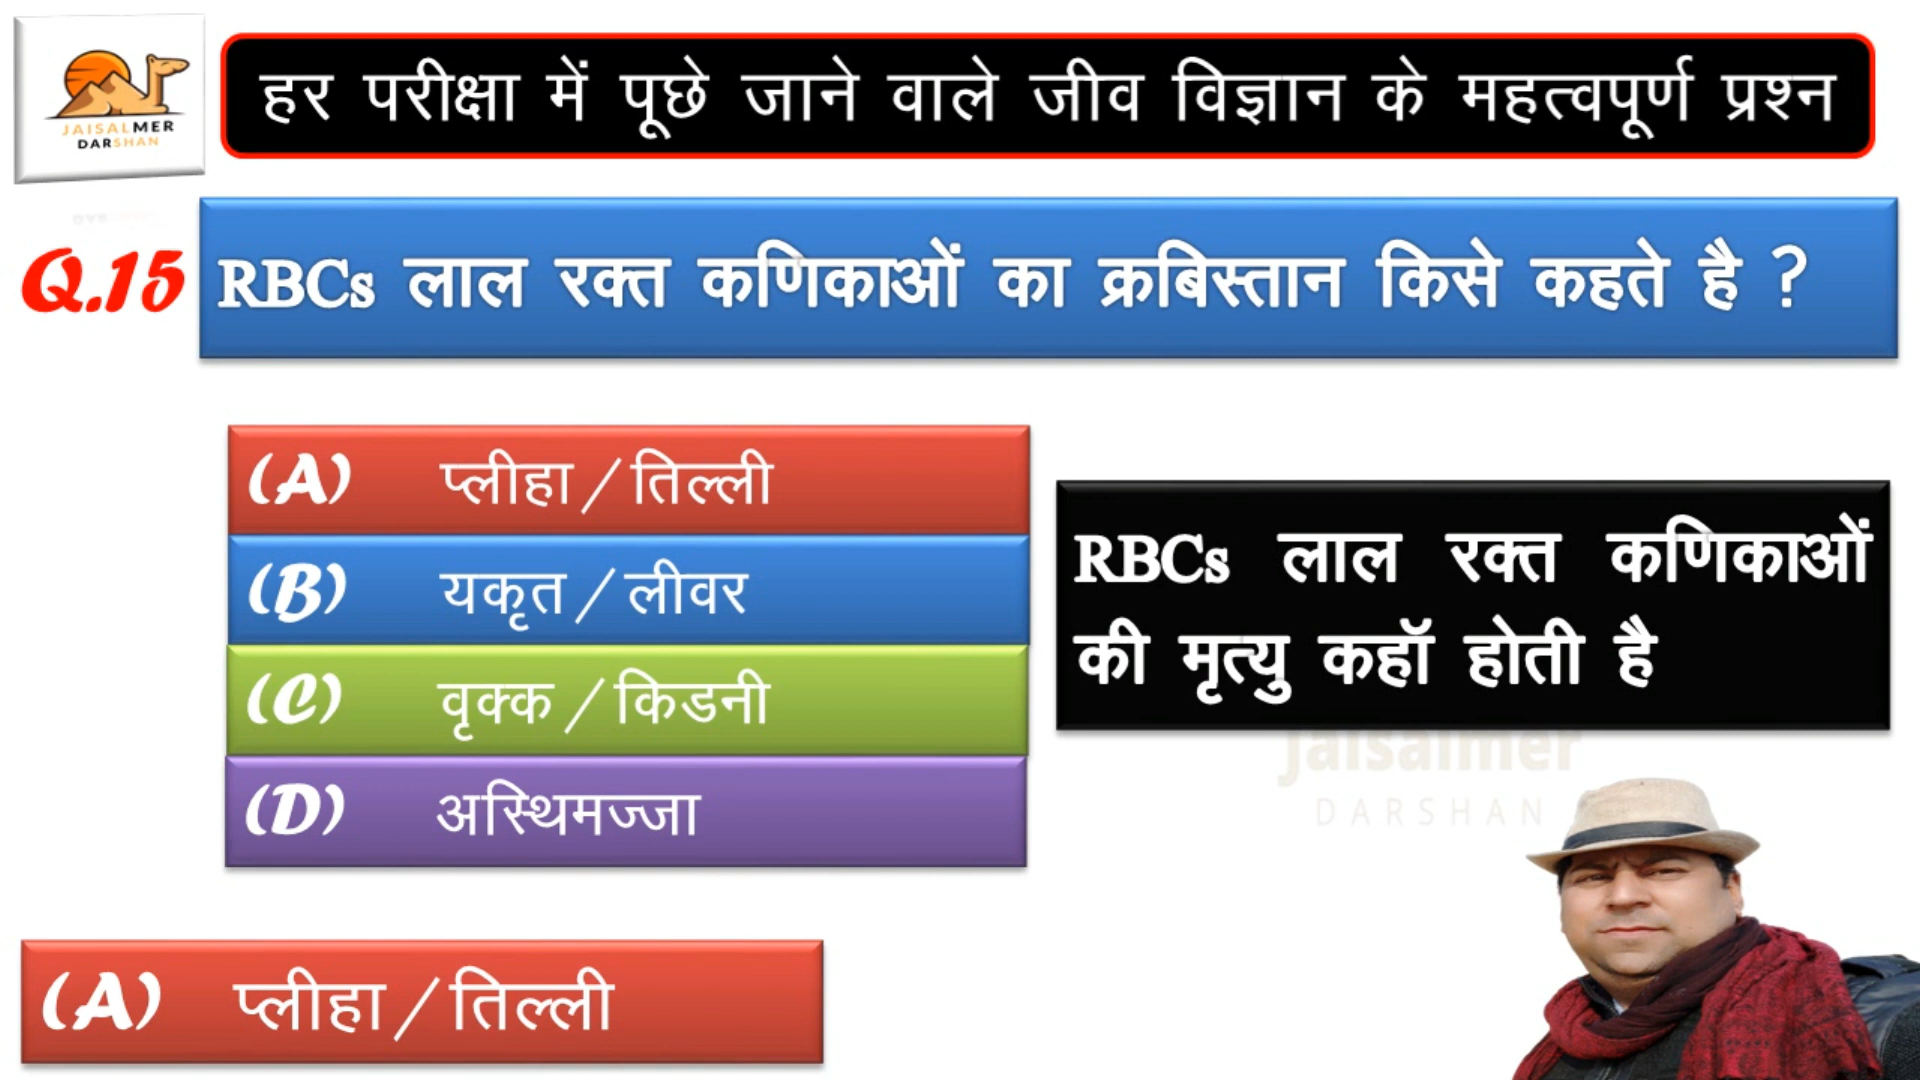 JAISALMER
DARSHAN
हर परीक्षा में पूछे जाने वाले जीव विज्ञान के महत्वपूर्ण प्रश्न
Q.15 RBCs लाल रक्त कणिकाओं का क्रबिस्तान किसे कहते है ?
(A) प्लीहा / तिल्ली
(B) यकृत / लीवर
(C) वृक्क / किडनी
(D) अस्थिमज्जा
RBCs लाल रक्त कणिकाओं
की मृत्यु कहॉ होती है
Jaisalmer
DARSHAN
(A) प्लीहा / तिल्ली